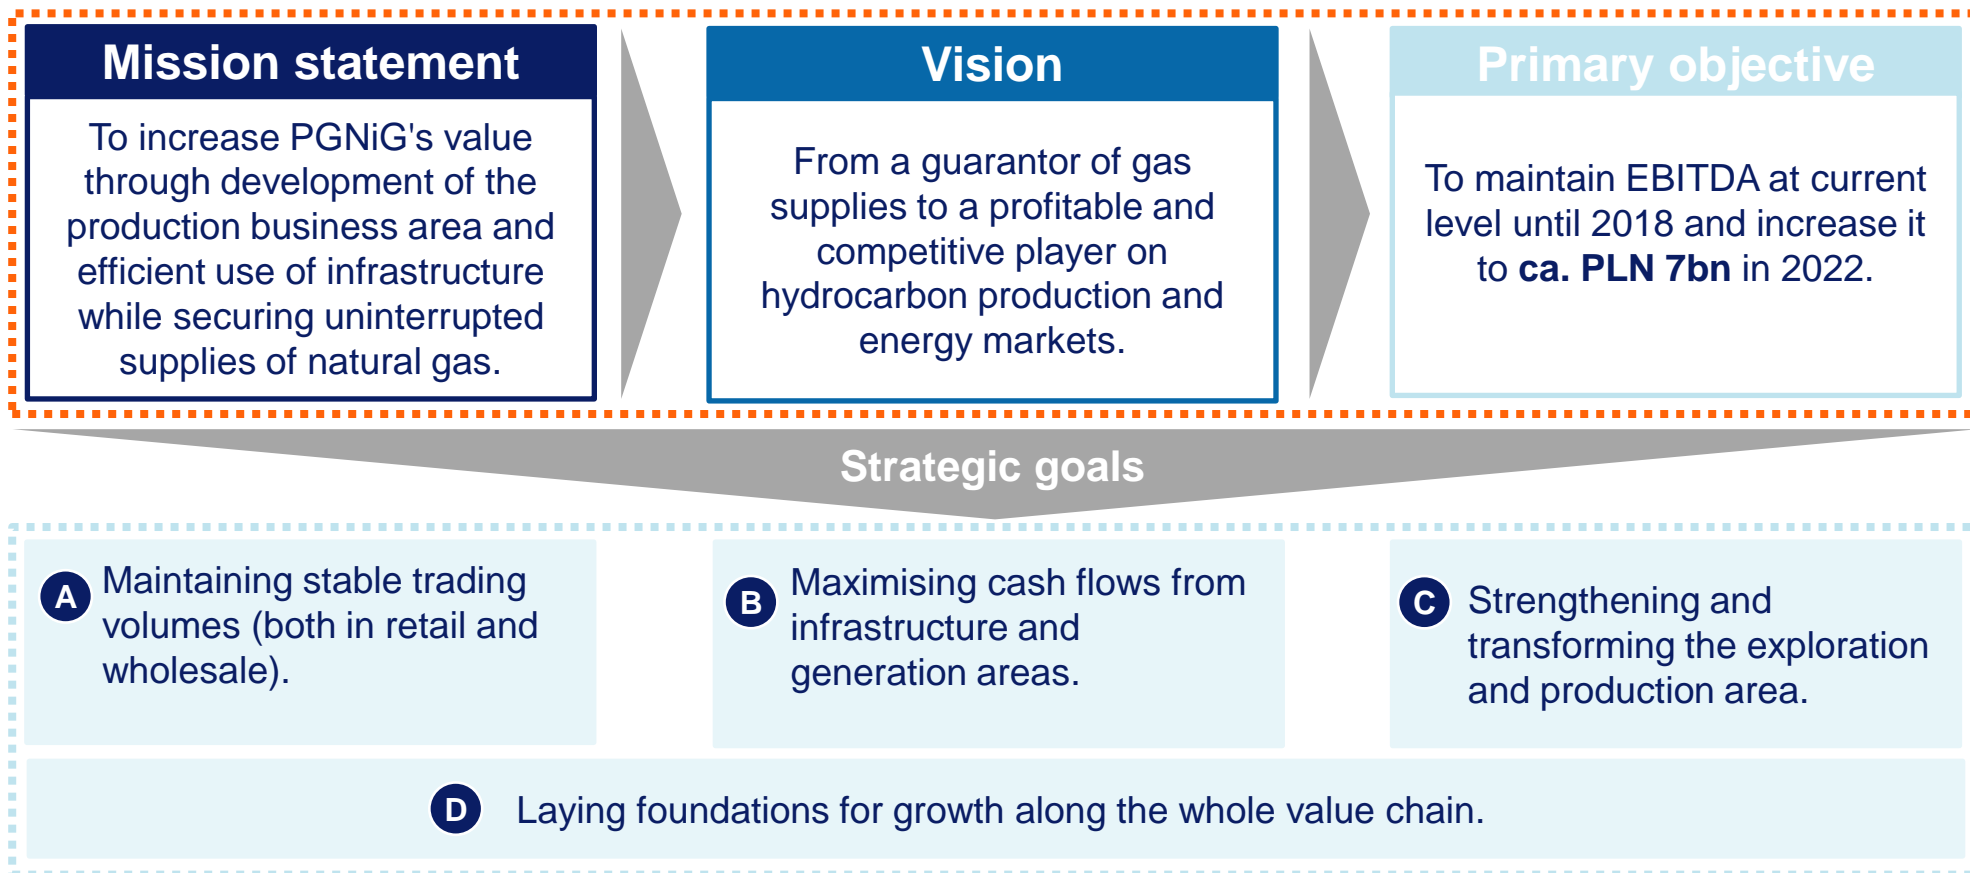 Mission statement
To increase PGNiG's value
through development of the
production business area and
efficient use of infrastructure
while securing uninterrupted
supplies of natural gas.
Vision
From a guarantor of gas
supplies to a profitable and
competitive player on
hydrocarbon production and
energy markets.
Primary objective
To maintain EBITDA at current
level until 2018 and increase it
to ca. PLN 7bn in 2022.
Strategic goals
A
Maintaining stable trading
volumes (both in retail and
wholesale).
B
Maximising cash flows from
infrastructure and
generation areas.
C
Strengthening and
transforming the exploration
and production area.
D
Laying foundations for growth along the whole value chain.